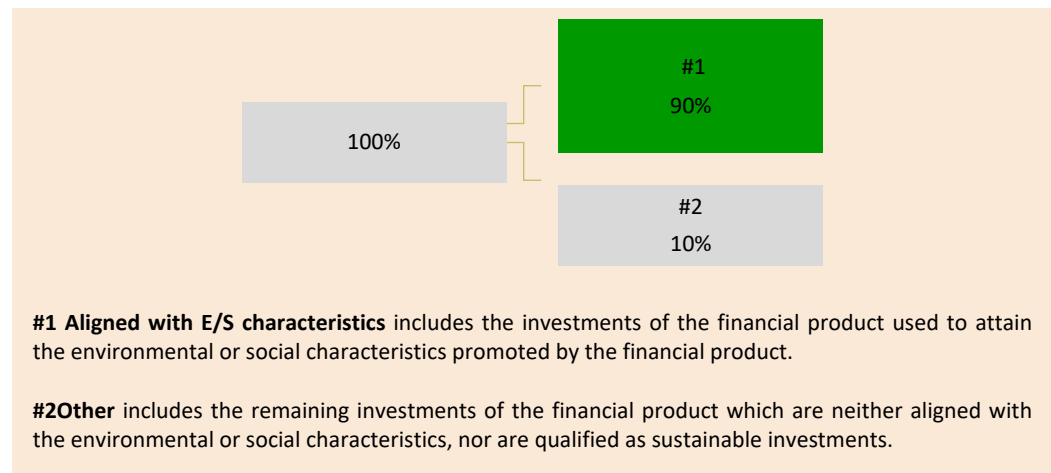 #1
90%
100%
#2
10%
#1 Aligned with E/S characteristics includes the investments of the financial product used to attain
the environmental or social characteristics promoted by the financial product.
#2Other includes the remaining investments of the financial product which are neither aligned with
the environmental or social characteristics, nor are qualified as sustainable investments.